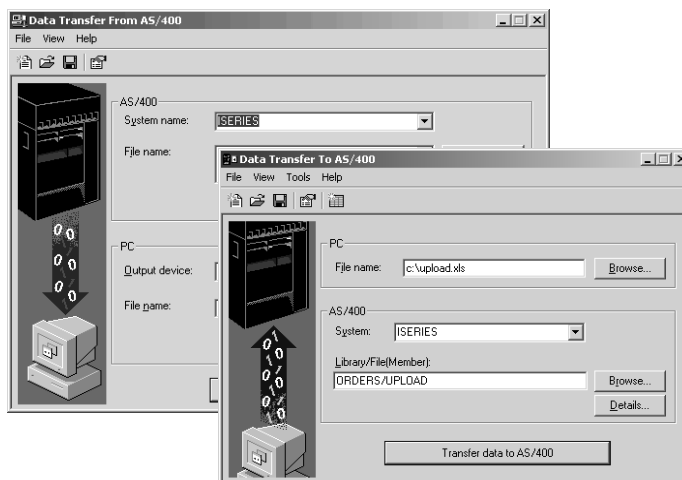 Data Transfer From AS/400
File View Help
AS/400
System name: ISERIES
File name:
PC
Output device:
File name:
Data Transfer To AS/400
File View Tools Help
PC
File name: c:\upload.xls Browse...
AS/400
System: ISERIES
Library/File(Member):
ORDERS/UPLOAD Browse...
Details...
Transfer data to AS/400